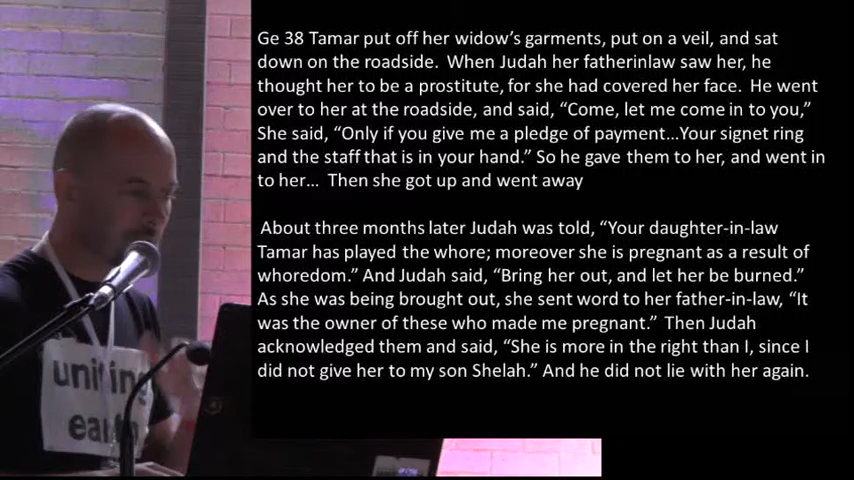 Ge 38 Tamar put off her widow's garments, put on a veil, and sat
down on the roadside.  When Judah her fatherinlaw saw her, he
thought her to be a prostitute, for she had covered her face.  He went
over to her at the roadside, and said, “Come, let me come in to you,”
She said, “Only if you give me a pledge of payment…Your signet ring
and the staff that is in your hand.” So he gave them to her, and went in
to her…  Then she got up and went away
About three months later Judah was told, “Your daughter-in-law
Tamar has played the whore; moreover she is pregnant as a result of
whoredom.” And Judah said, “Bring her out, and let her be burned.”
As she was being brought out, she sent word to her father-in-law, “It
was the owner of these who made me pregnant.”  Then Judah
acknowledged them and said, “She is more in the right than I, since I
did not give her to my son Shelah.” And he did not lie with her again.
uniting
earth